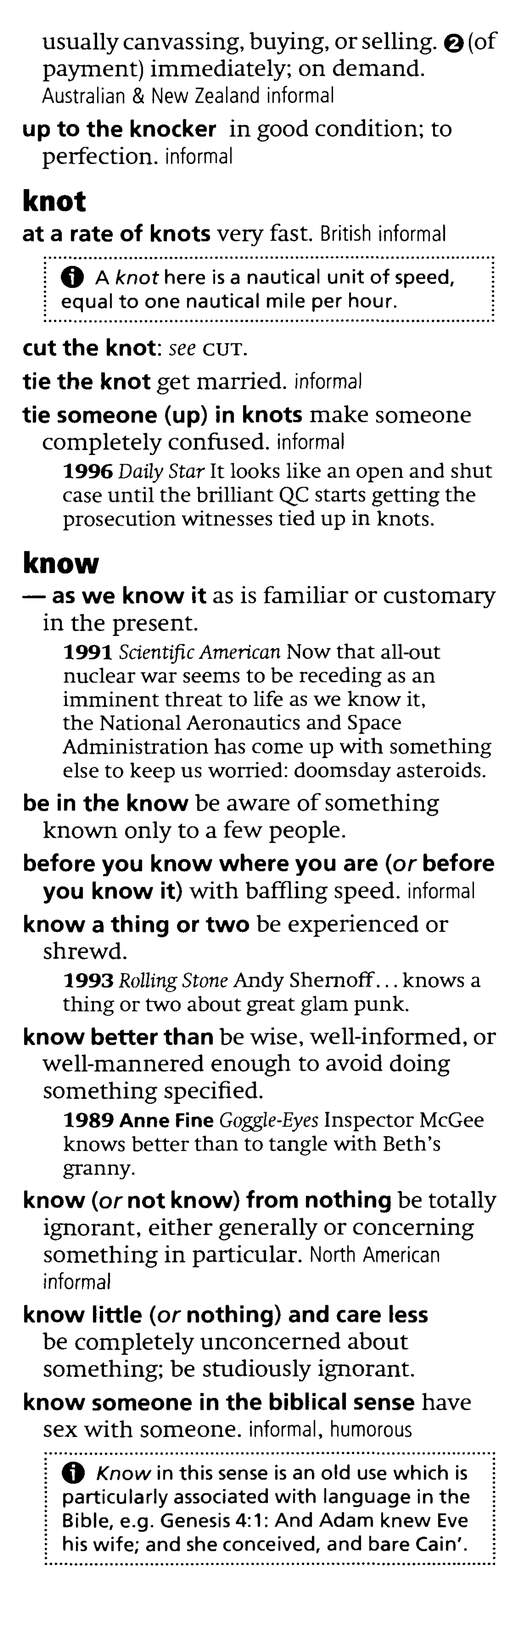 usually canvassing, buying, or selling. ❷ (of
payment) immediately; on demand.
Australian & New Zealand informal
up to the knocker in good condition; to
perfection. informal
knot
at a rate of knots very fast. British informal
A knot here is a nautical unit of speed,
equal to one nautical mile per hour.
cut the knot: see CUT.
tie the knot get married. informal
tie someone (up) in knots make someone
completely confused. informal
1996 Daily Star It looks like an open and shut
case until the brilliant QC starts getting the
prosecution witnesses tied up in knots.
know
— as we know it as is familiar or customary
in the present.
1991 Scientific American Now that all-out
nuclear war seems to be receding as an
imminent threat to life as we know it,
the National Aeronautics and Space
Administration has come up with something
else to keep us worried: doomsday asteroids.
be in the know be aware of something
known only to a few people.
before you know where you are (or before
you know it) with baffling speed. informal
know a thing or two be experienced or
shrewd.
1993 Rolling Stone Andy Shernoff... knows a
thing or two about great glam punk.
know better than be wise, well-informed, or
well-mannered enough to avoid doing
something specified.
1989 Anne Fine Goggle-Eyes Inspector McGee
knows better than to tangle with Beth's
granny.
know (or not know) from nothing be totally
ignorant, either generally or concerning
something in particular. North American
informal
know little (or nothing) and care less
be completely unconcerned about
something; be studiously ignorant.
know someone in the biblical sense have
sex with someone. informal, humorous
Know in this sense is an old use which is
particularly associated with language in the
Bible, e.g. Genesis 4:1: And Adam knew Eve
his wife; and she conceived, and bare Cain'.